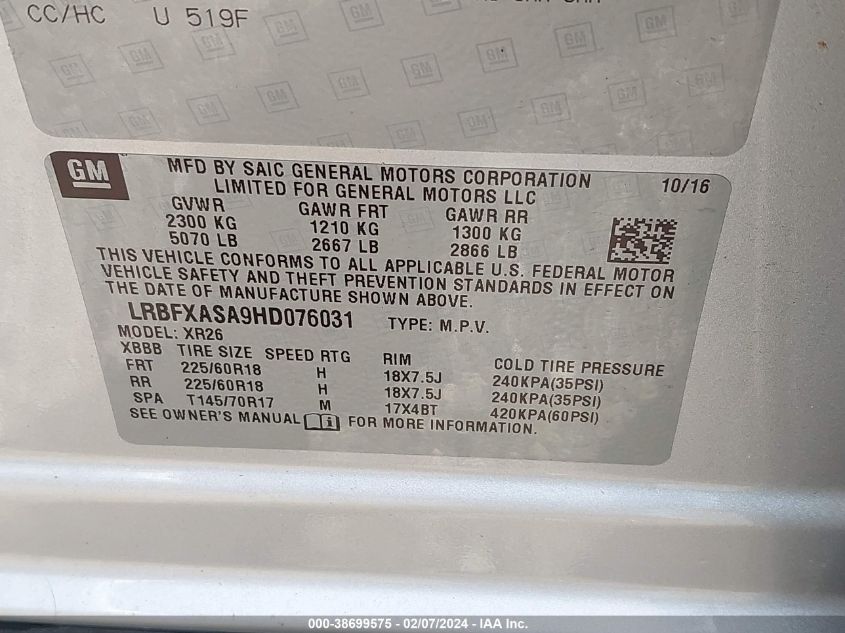 CC/HC U 519F
GM
MFD BY SAIC GENERAL MOTORS CORPORATION
LIMITED FOR GENERAL MOTORS LLC
10/16
GVWR GAWR FRT GAWR RR
2300 KG 1210 KG 1300 KG
5070 LB 2667 LB 2866 LB
THIS VEHICLE CONFORMS TO ALL APPLICABLE U.S. FEDERAL MOTOR
VEHICLE SAFETY AND THEFT PREVENTION STANDARDS IN EFFECT ON
THE DATE OF MANUFACTURE SHOWN ABOVE.
LRBFXASA9HD076031 TYPE: M.P.V.
MODEL: XR26
XBBB TIRE SIZE SPEED RTG RIM COLD TIRE PRESSURE
FRT 225/60R18 H 18X7.5J 240KPA(35PSI)
RR 225/60R18 H 18X7.5J 240KPA(35PSI)
SPA T145/70R17 M 17X4BT 420KPA(60PSI)
SEE OWNER'S MANUAL FOR MORE INFORMATION.
000-38699575 - 02/07/2024 - IAA Inc.